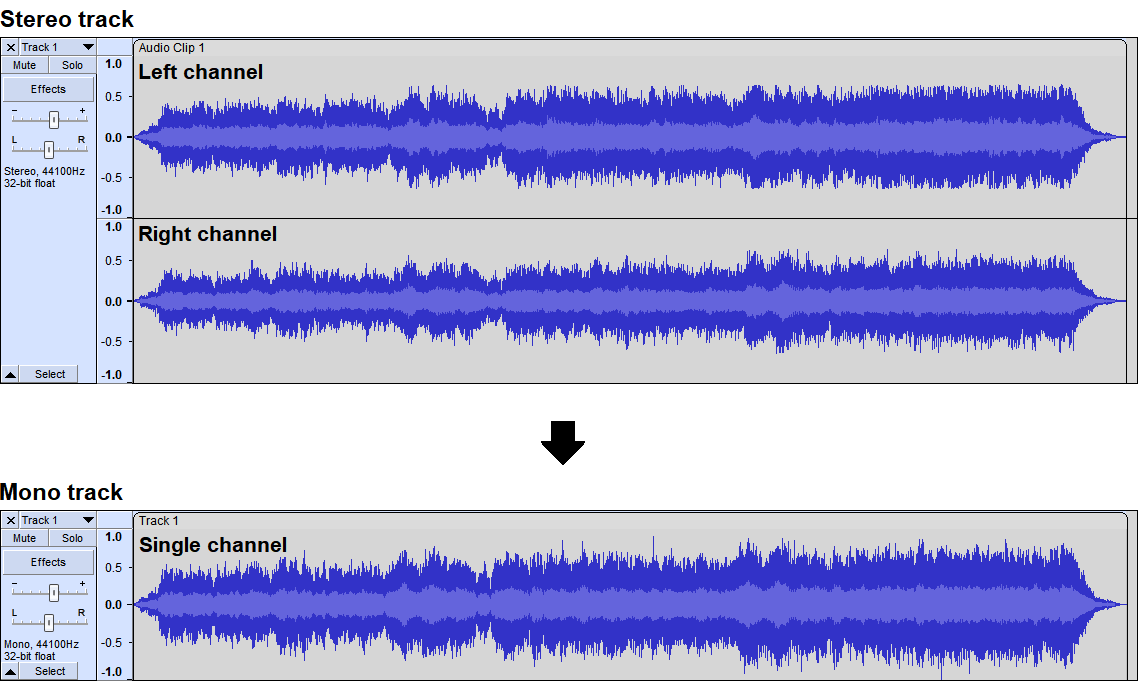 Stereo track
Track 1
Audio Clip 1
Mute Solo
1.0
Left channel
Effects
0.5
- +
0.0
L R
Stereo, 44100Hz
-0.5
32-bit float
-1.0
1.0
Right channel
0.5
0.0
-0.5
Select
-1.0
Mono track
Track 1
Track 1
Mute Solo
1.0
Single channel
Effects
0.5
- +
0.0
L R
Mono, 44100Hz
-0.5
32-bit float
Select
-1.0